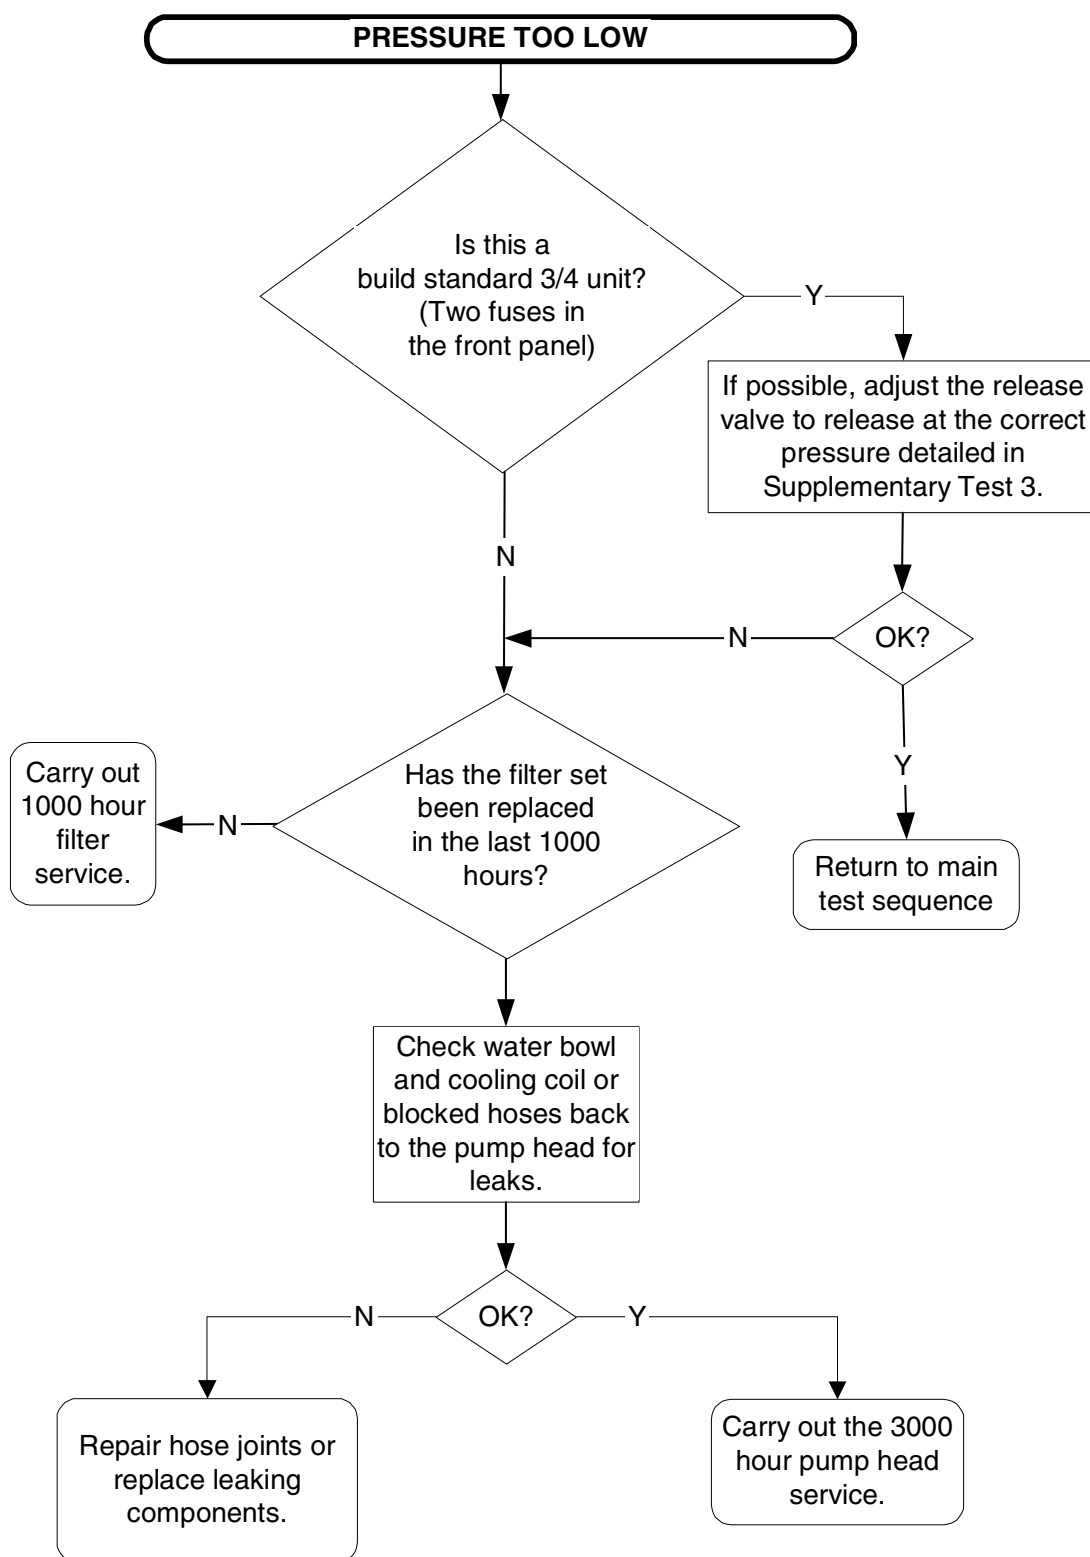 PRESSURE TOO LOW
Is this a
build standard 3/4 unit?
(Two fuses in
the front panel)
Y
If possible, adjust the release
valve to release at the correct
pressure detailed in
Supplementary Test 3.
N
OK?
N
Y
Return to main
test sequence
Has the filter set
been replaced
in the last 1000
hours?
N
Carry out
1000 hour
filter
service.
Check water bowl
and cooling coil or
blocked hoses back
to the pump head for
leaks.
OK?
N
Y
Repair hose joints or
replace leaking
components.
Carry out the 3000
hour pump head
service.